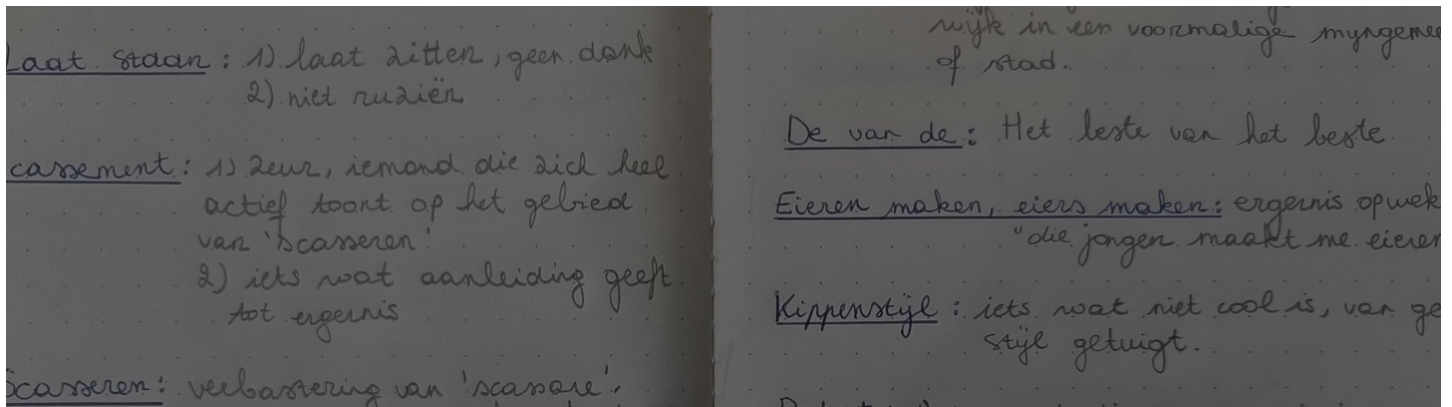 Laat staan: 1) laat zitten, geen dank
2) niet ruziën
cassement: 1) zeur, iemand die zich heel
actief toont op het gebied
van 'scasseren'
2) iets wat aanleiding geeft
tot ergernis
Scasseren: verbastering van 'scassare',
wijk in een voormalige myngemee
of stad.
De van de: Het leste van het beste
Eieren maken, eiers maken: ergernis opwek
"die jongen maakt me eieren
Kippenstijl: iets wat niet cool is, van ge
stijl getuigt.